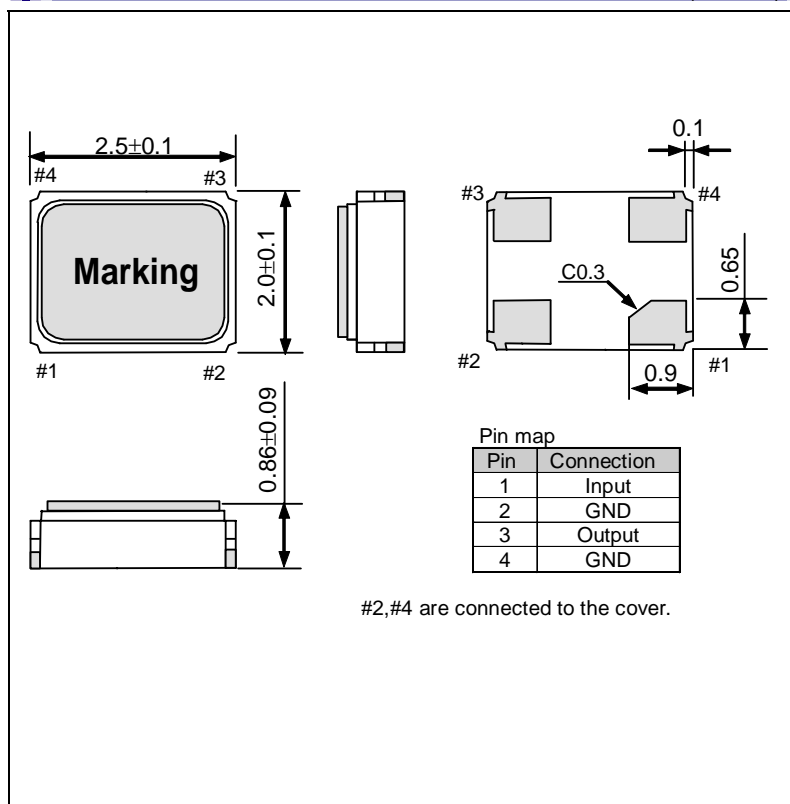 2.5±0.1
#4
#3
Marking
2.0±0.1
#1
#2
0.1
#3
#4
C0.3
0.65
#2
#1
0.9
0.86±0.09
Pin map
Pin Connection
1 Input
2 GND
3 Output
4 GND
#2,#4 are connected to the cover.